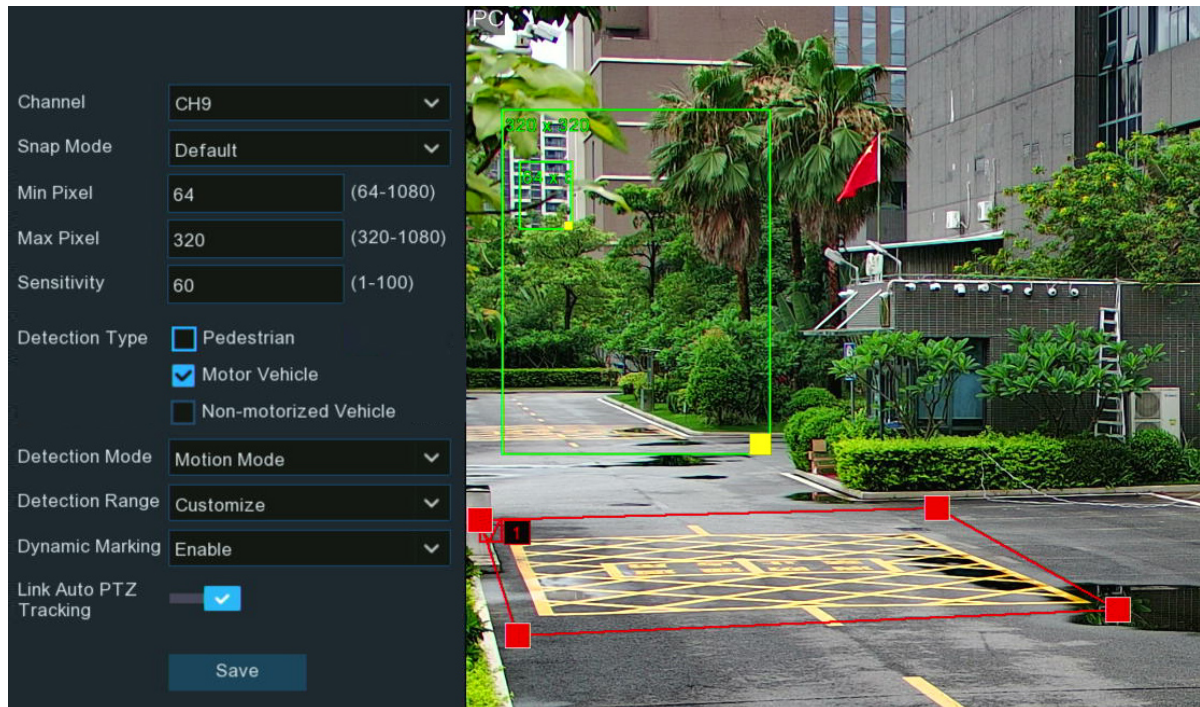 IPC
Channel
CH9
Snap Mode
Default
Min Pixel
64
(64-1080)
Max Pixel
320
(320-1080)
Sensitivity
60
(1-100)
Detection Type
Pedestrian
Motor Vehicle
Non-motorized Vehicle
Detection Mode
Motion Mode
Detection Range
Customize
Dynamic Marking
Enable
Link Auto PTZ
Tracking
Save
320 x 320
64 x 6
1